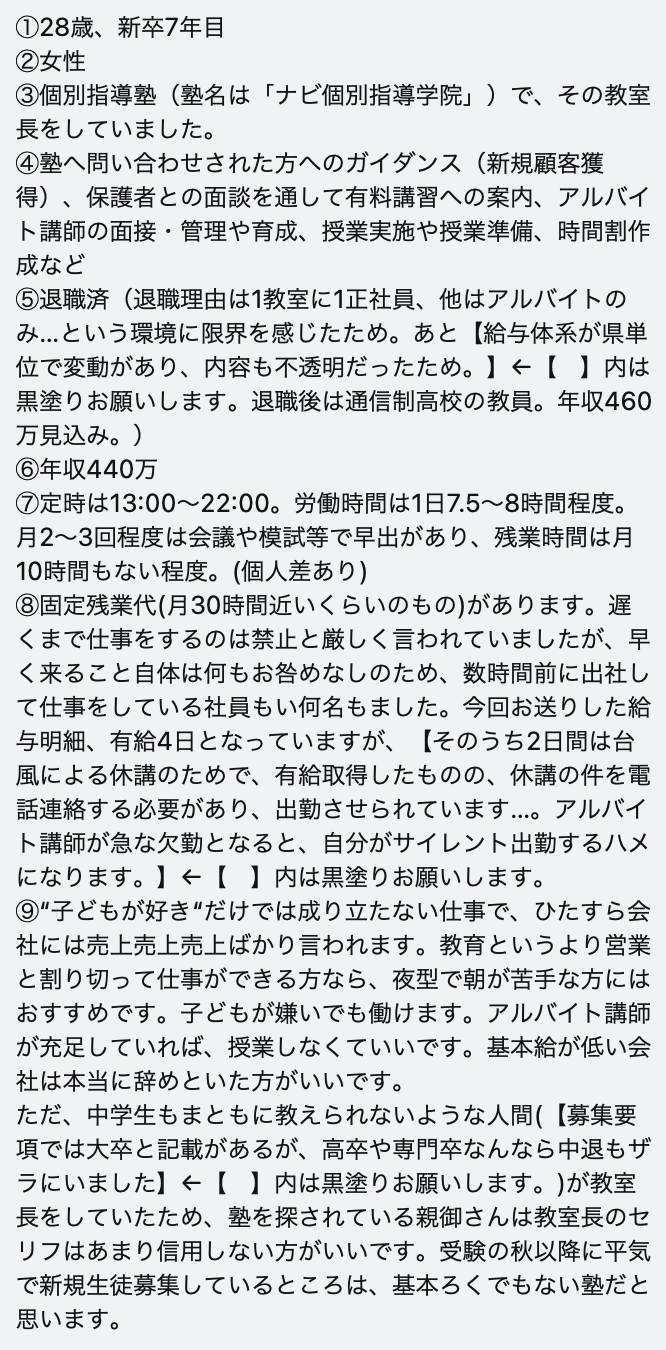 ①28歳、新卒7年目
②女性
③個別指導塾（塾名は「ナビ個別指導学院」）で、その教室
長をしていました。
④塾へ問い合わせされた方へのガイダンス（新規顧客獲
得）、保護者との面談を通して有料講習への案内、アルバイ
ト講師の面接・管理や育成、授業実施や授業準備、時間割作
成など
⑤退職済（退職理由は1教室に1正社員、他はアルバイトの
み…という環境に限界を感じたため。あと【給与体系が県単
位で変動があり、内容も不透明だったため。】←【　】内は
黒塗りお願いします。退職後は通信制高校の教員。年収460
万見込み。）
⑥年収440万
⑦定時は13:00〜22:00。労働時間は1日7.5〜8時間程度。
月2〜3回程度は会議や模試等で早出があり、残業時間は月
10時間もない程度。(個人差あり)
⑧固定残業代(月30時間近いくらいのもの)があります。遅
くまで仕事をするのは禁止と厳しく言われていましたが、早
く来ること自体は何もお咎めなしのため、数時間前に出社し
て仕事をしている社員もい何名もました。今回お送りした給
与明細、有給4日となっていますが、【そのうち2日間は台
風による休講のためで、有給取得したものの、休講の件を電
話連絡する必要があり、出勤させられています…。アルバイ
ト講師が急な欠勤となると、自分がサイレント出勤するハメ
になります。】←【　】内は黒塗りお願いします。
⑨“子どもが好き“だけでは成り立たない仕事で、ひたすら会
社には売上売上売上ばかり言われます。教育というより営業
と割り切って仕事ができる方なら、夜型で朝が苦手な方には
おすすめです。子どもが嫌いでも働けます。アルバイト講師
が充足していれば、授業しなくていいです。基本給が低い会
社は本当に辞めといた方がいいです。
ただ、中学生もまともに教えられないような人間(【募集要
項では大卒と記載があるが、高卒や専門卒なんなら中退もザ
ラにいました】←【　】内は黒塗りお願いします。)が教室
長をしていたため、塾を探されている親御さんは教室長のセ
リフはあまり信用しない方がいいです。受験の秋以降に平気
で新規生徒募集しているところは、基本ろくでもない塾だと
思います。